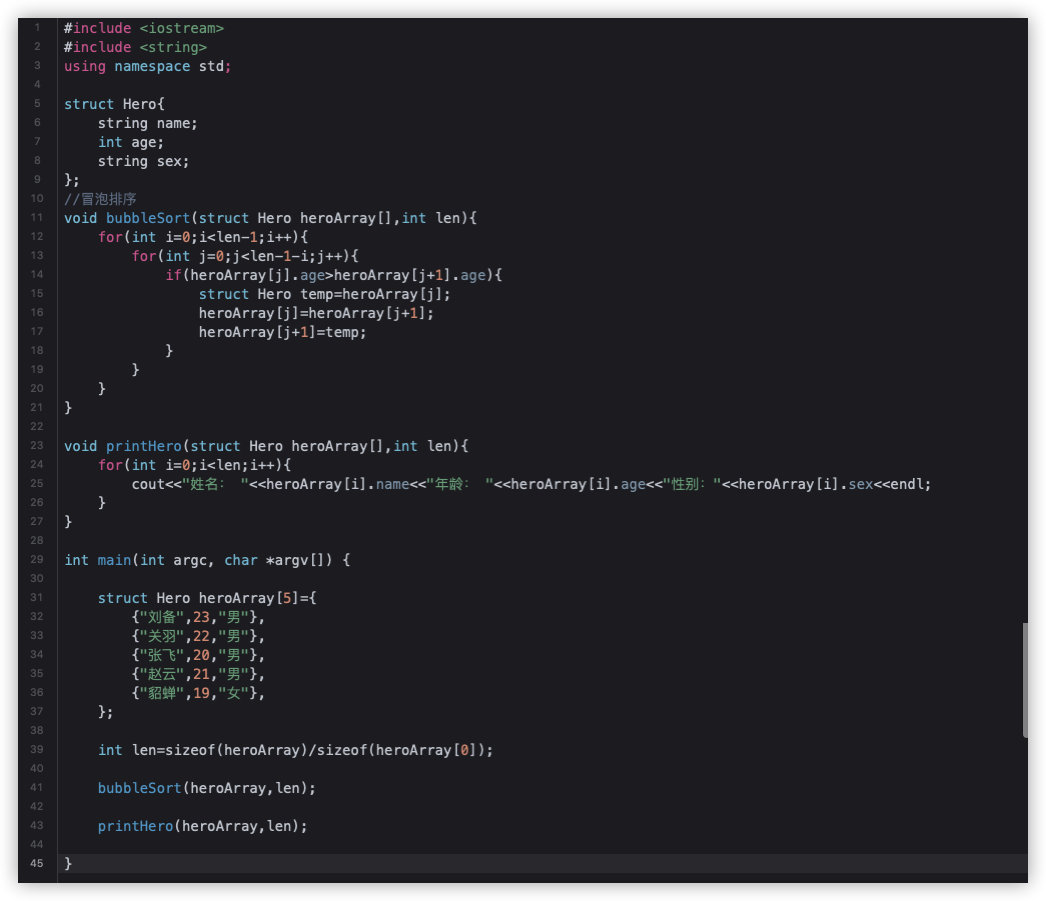 1 #include <iostream>
2 #include <string>
3 using namespace std;
4
5 struct Hero{
6     string name;
7     int age;
8     string sex;
9 };
10 //冒泡排序
11 void bubbleSort(struct Hero heroArray[],int len){
12     for(int i=0;i<len-1;i++){
13         for(int j=0;j<len-1-i;j++){
14             if(heroArray[j].age>heroArray[j+1].age){
15                 struct Hero temp=heroArray[j];
16                 heroArray[j]=heroArray[j+1];
17                 heroArray[j+1]=temp;
18             }
19         }
20     }
21 }
22
23 void printHero(struct Hero heroArray[],int len){
24     for(int i=0;i<len;i++){
25         cout<<"姓名： "<<heroArray[i].name<<"年龄： "<<heroArray[i].age<<"性别："<<heroArray[i].sex<<endl;
26     }
27 }
28
29 int main(int argc, char *argv[]) {
30
31     struct Hero heroArray[5]={
32         {"刘备",23,"男"},
33         {"关羽",22,"男"},
34         {"张飞",20,"男"},
35         {"赵云",21,"男"},
36         {"貂蝉",19,"女"},
37     };
38
39     int len=sizeof(heroArray)/sizeof(heroArray[0]);
40
41     bubbleSort(heroArray,len);
42
43     printHero(heroArray,len);
44
45 }